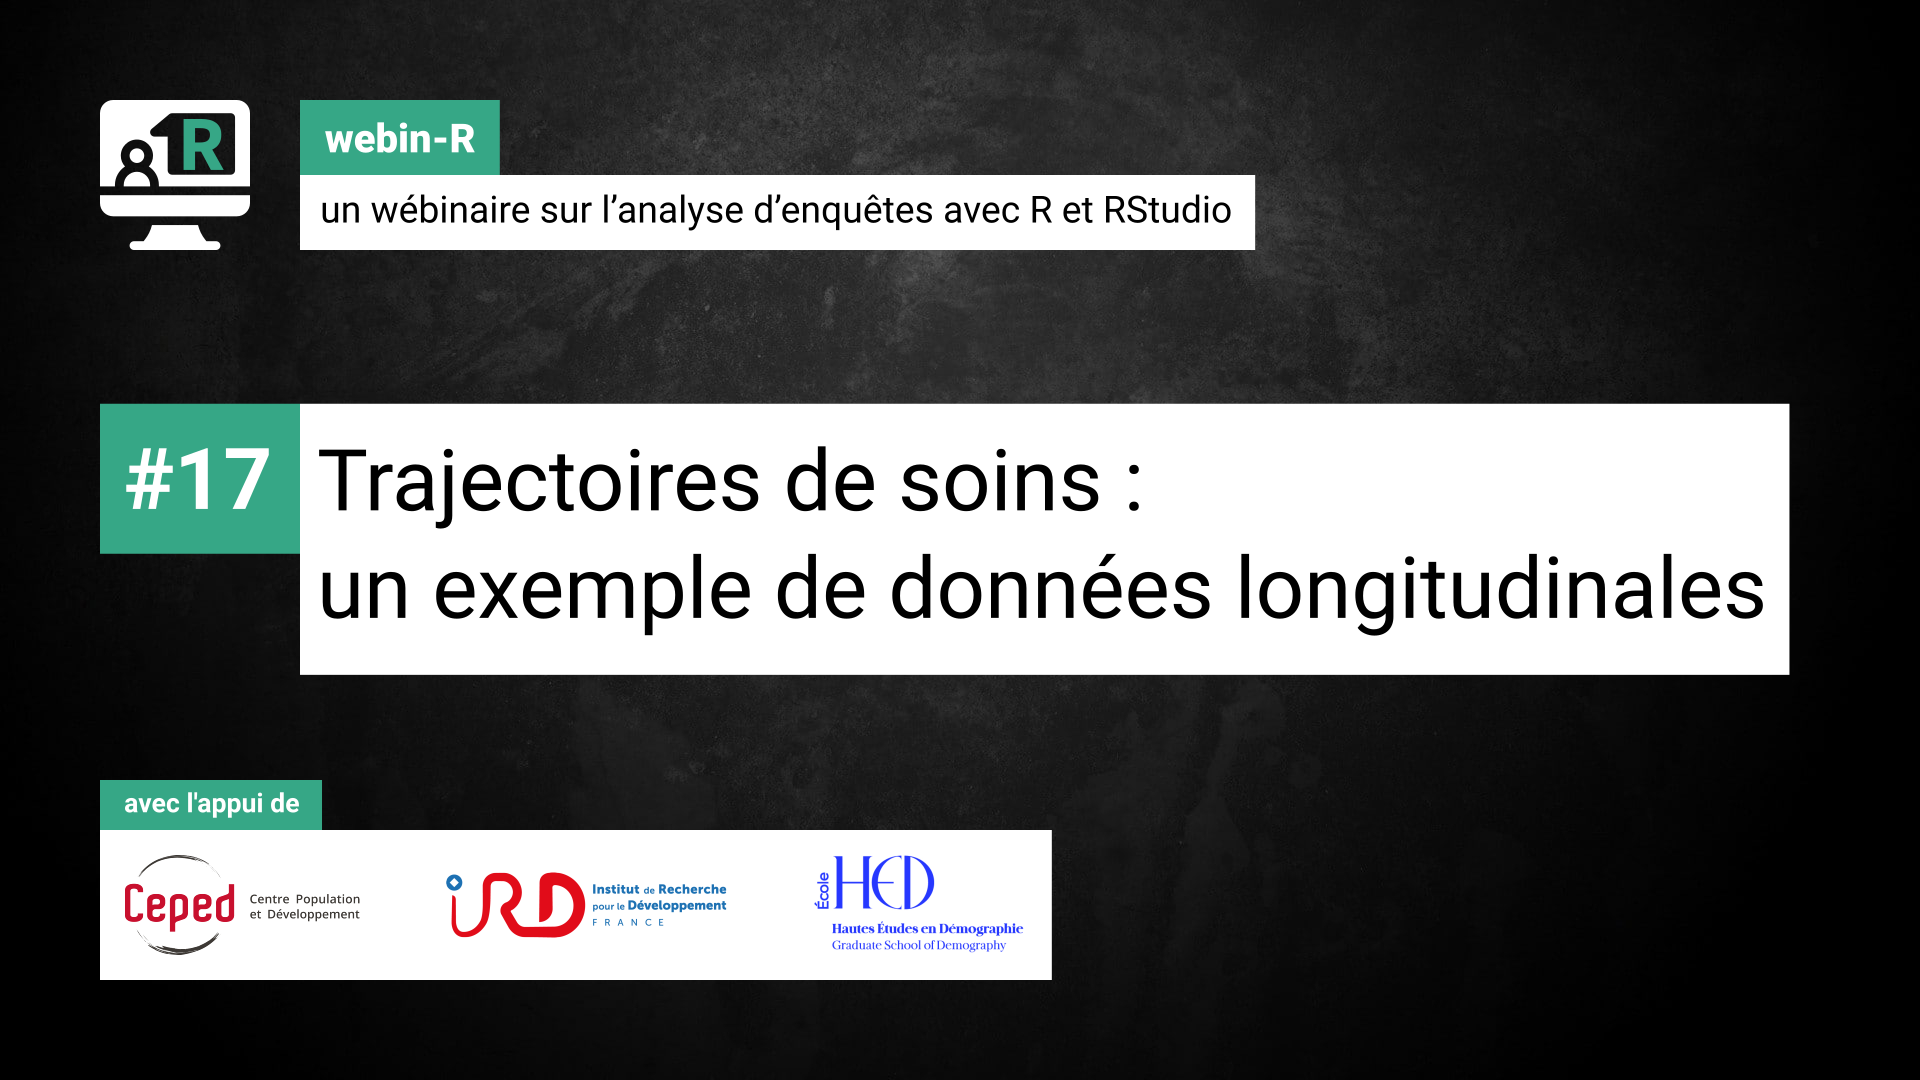 R
webin-R
un wébinaire sur l’analyse d’enquêtes avec R et RStudio
#17
Trajectoires de soins :
un exemple de données longitudinales
avec l'appui de
Ceped
Centre Population
et Développement
iRD
Institut de Recherche
pour le Développement
FRANCE
École
HED
Hautes Études en Démographie
Graduate School of Demography